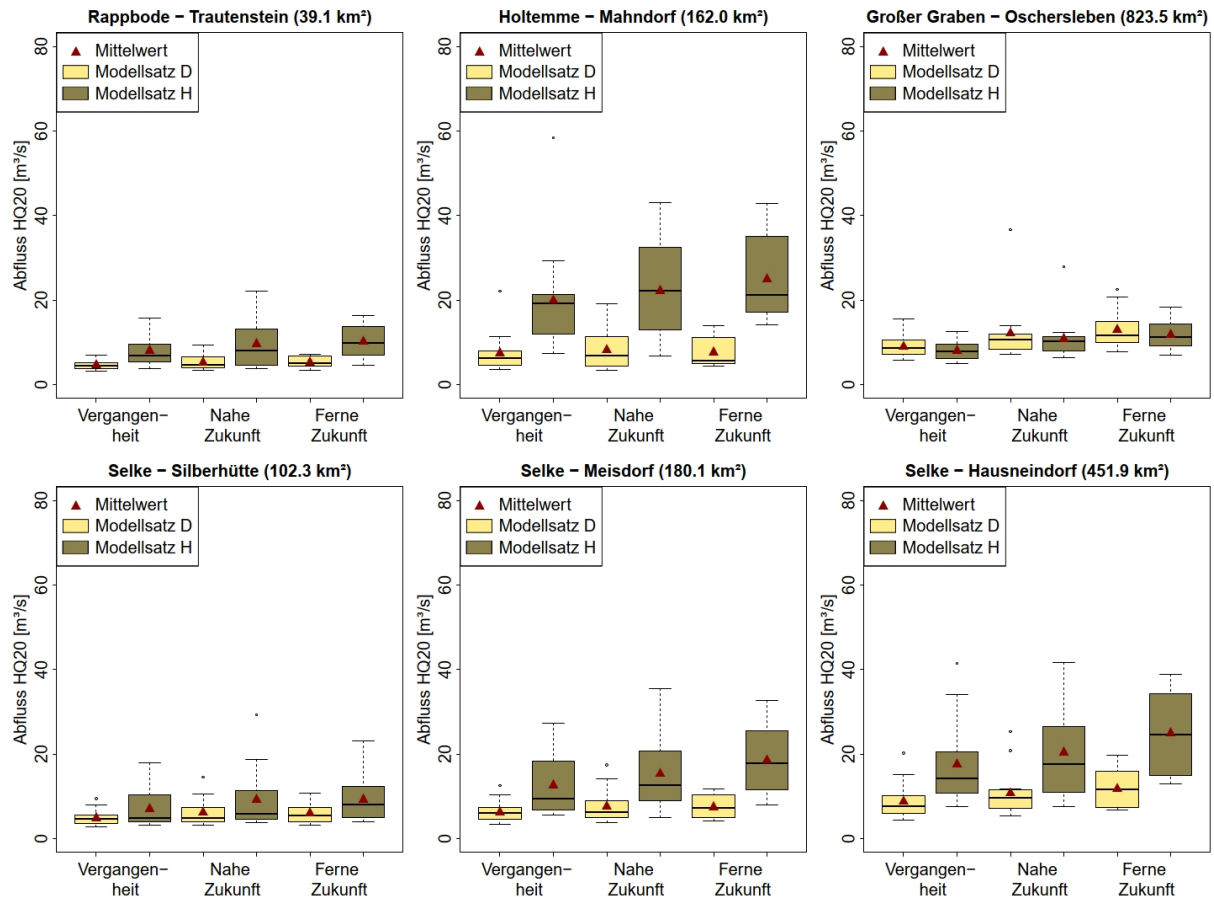 Rappbode − Trautenstein (39.1 km²)
Abfluss HQ20 [m³/s]
80
60
40
20
0
Mittelwert
Modellsatz D
Modellsatz H
Vergangen−
heit
Nahe
Zukunft
Ferne
Zukunft
Holtemme − Mahndorf (162.0 km²)
Abfluss HQ20 [m³/s]
80
60
40
20
0
Mittelwert
Modellsatz D
Modellsatz H
Vergangen−
heit
Nahe
Zukunft
Ferne
Zukunft
Großer Graben − Oschersleben (823.5 km²)
Abfluss HQ20 [m³/s]
80
60
40
20
0
Mittelwert
Modellsatz D
Modellsatz H
Vergangen−
heit
Nahe
Zukunft
Ferne
Zukunft
Selke − Silberhütte (102.3 km²)
Abfluss HQ20 [m³/s]
80
60
40
20
0
Mittelwert
Modellsatz D
Modellsatz H
Vergangen−
heit
Nahe
Zukunft
Ferne
Zukunft
Selke − Meisdorf (180.1 km²)
Abfluss HQ20 [m³/s]
80
60
40
20
0
Mittelwert
Modellsatz D
Modellsatz H
Vergangen−
heit
Nahe
Zukunft
Ferne
Zukunft
Selke − Hausneindorf (451.9 km²)
Abfluss HQ20 [m³/s]
80
60
40
20
0
Mittelwert
Modellsatz D
Modellsatz H
Vergangen−
heit
Nahe
Zukunft
Ferne
Zukunft